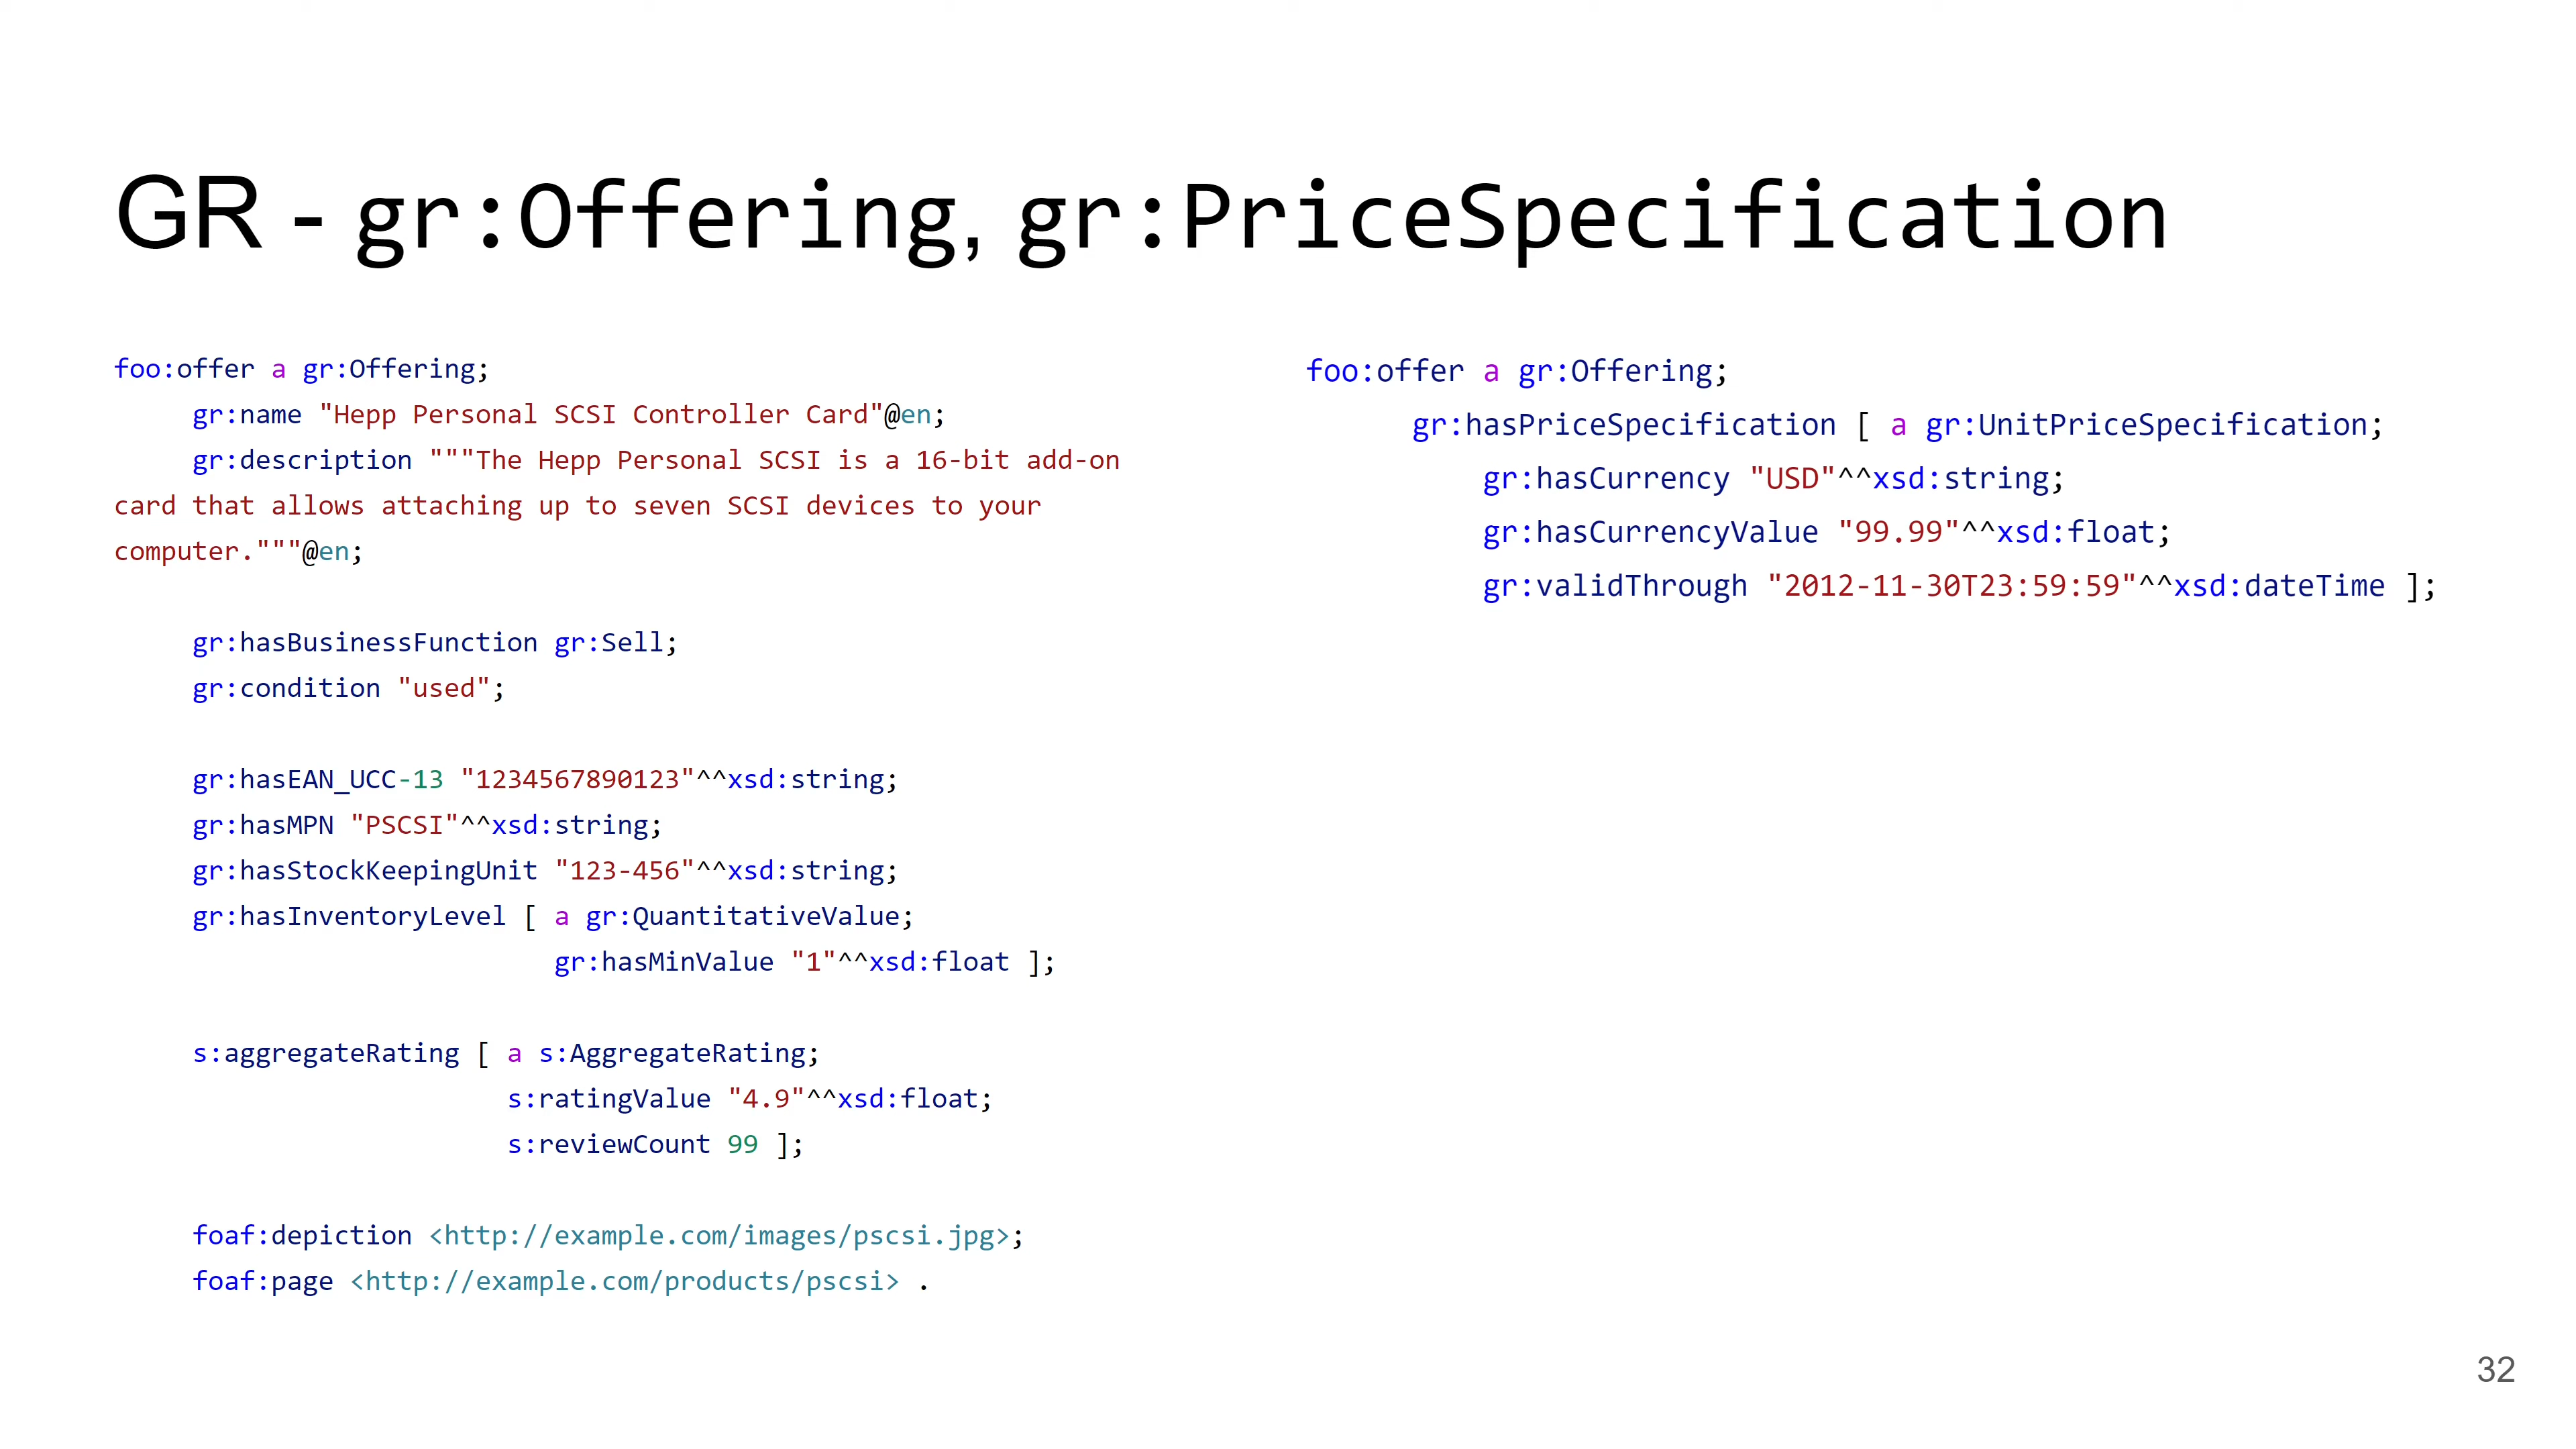 GR - gr:Offering, gr:PriceSpecification
foo:offer a gr:Offering;
gr:name "Hepp Personal SCSI Controller Card"@en;
gr:description """The Hepp Personal SCSI is a 16-bit add-on
card that allows attaching up to seven SCSI devices to your
computer."""@en;
gr:hasBusinessFunction gr:Sell;
gr:condition "used";
gr:hasEAN_UCC-13 "1234567890123"^^xsd:string;
gr:hasMPN "PSCSI"^^xsd:string;
gr:hasStockKeepingUnit "123-456"^^xsd:string;
gr:hasInventoryLevel [ a gr:QuantitativeValue;
gr:hasMinValue "1"^^xsd:float ];
s:aggregateRating [ a s:AggregateRating;
s:ratingValue "4.9"^^xsd:float;
s:reviewCount 99 ];
foaf:depiction <http://example.com/images/pscsi.jpg>;
foaf:page <http://example.com/products/pscsi> .
foo:offer a gr:Offering;
gr:hasPriceSpecification [ a gr:UnitPriceSpecification;
gr:hasCurrency "USD"^^xsd:string;
gr:hasCurrencyValue "99.99"^^xsd:float;
gr:validThrough "2012-11-30T23:59:59"^^xsd:dateTime ];
32